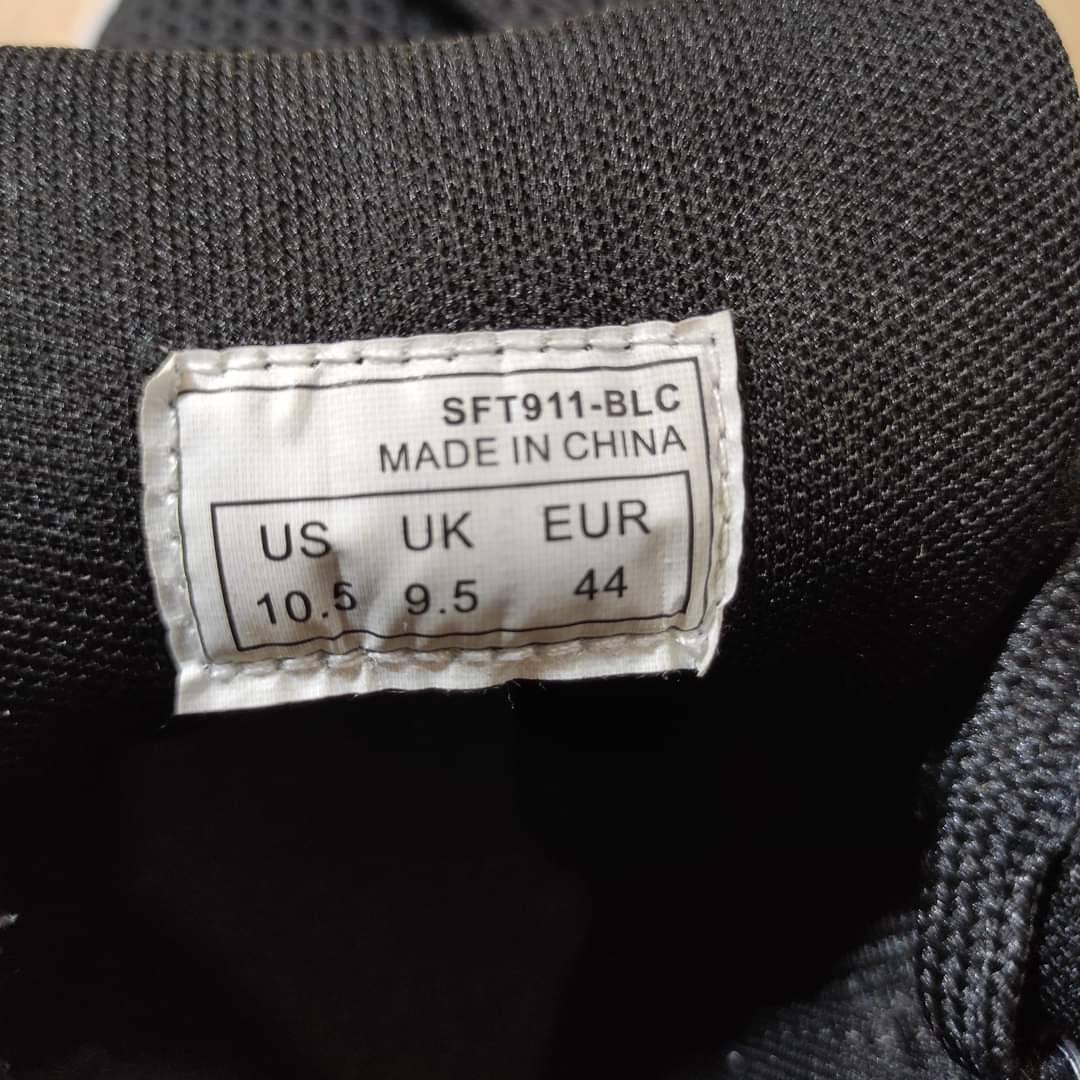 SFT911-BLC
MADE IN CHINA
US UK EUR
10.5 9.5 44